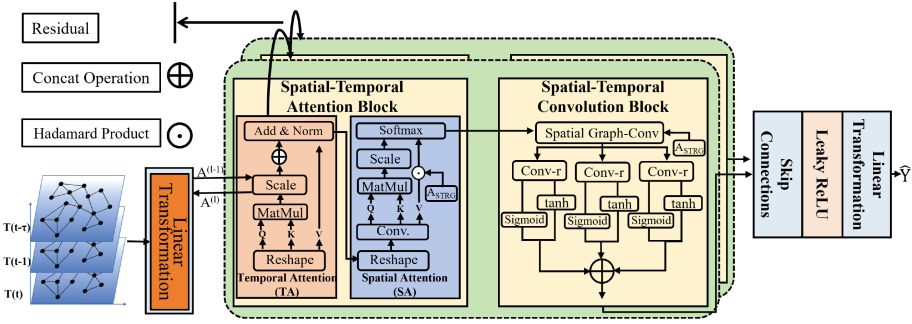 Residual
Concat Operation
Hadamard Product
T(t-τ)
T(t-1)
T(t)
Linear
Transformation
A(l-1)
A(l)
Spatial-Temporal
Attention Block
Add & Norm
Scale
MatMul
Q K V
Reshape
Temporal Attention
(TA)
Softmax
Scale
MatMul
ASTRG
Q K V
Conv.
Reshape
Spatial Attention
(SA)
Spatial-Temporal
Convolution Block
Spatial Graph-Conv
ASTRG
Conv-r Conv-r Conv-r
tanh tanh tanh
Sigmoid Sigmoid Sigmoid
Skip
Connections
Leaky ReLU
Linear
Transformation
Ŷ